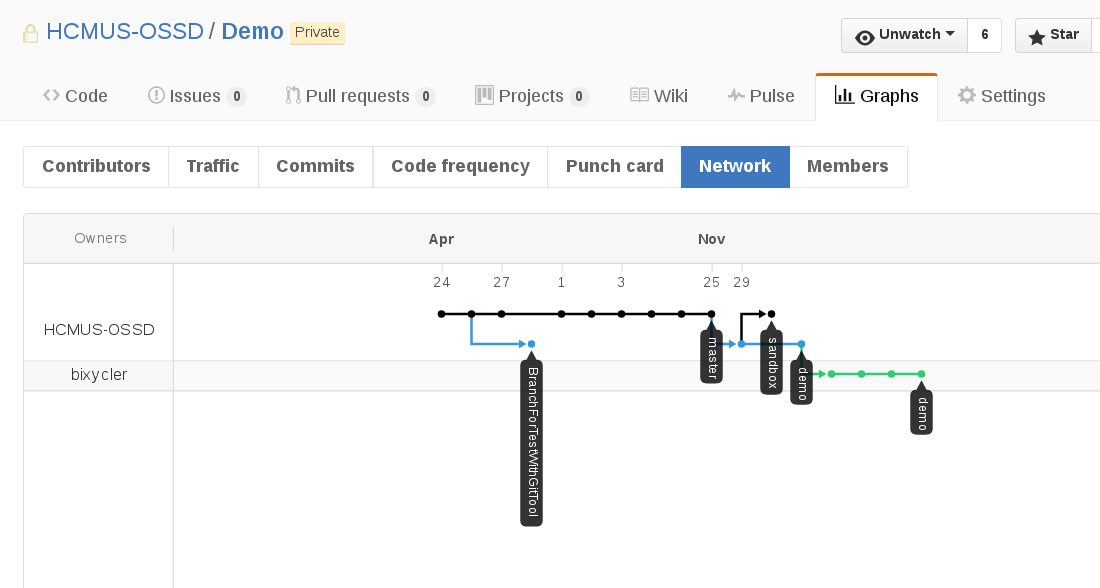 HCMUS-OSSD / Demo Private
Unwatch 6 Star
Code Issues 0 Pull requests 0 Projects 0 Wiki Pulse Graphs Settings
Contributors Traffic Commits Code frequency Punch card Network Members
Owners Apr Nov
24 27 1 3 25 29
HCMUS-OSSD
bixycler
master
sandbox
demo
BranchForTestWithGitTool
demo